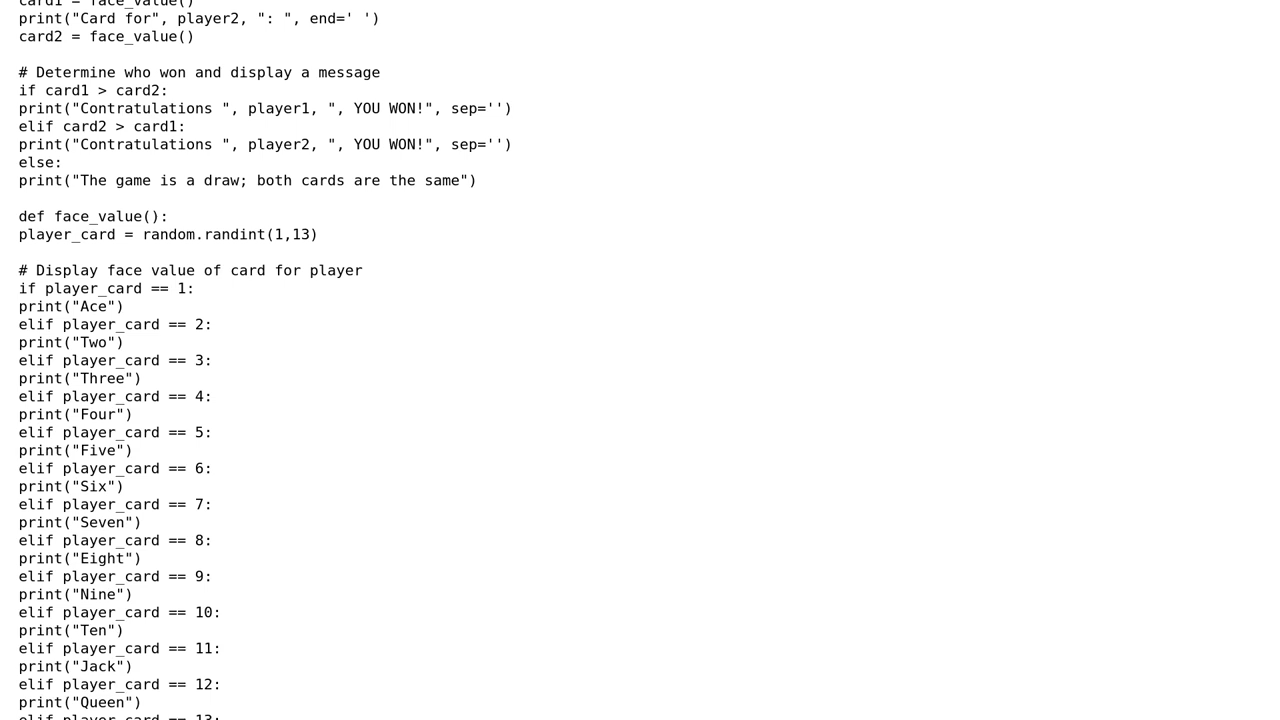 card1 = face_value()
print("Card for", player2, ": ", end=' ')
card2 = face_value()
# Determine who won and display a message
if card1 > card2:
print("Contratulations ", player1, ", YOU WON!", sep='')
elif card2 > card1:
print("Contratulations ", player2, ", YOU WON!", sep='')
else:
print("The game is a draw; both cards are the same")
def face_value():
player_card = random.randint(1,13)
# Display face value of card for player
if player_card == 1:
print("Ace")
elif player_card == 2:
print("Two")
elif player_card == 3:
print("Three")
elif player_card == 4:
print("Four")
elif player_card == 5:
print("Five")
elif player_card == 6:
print("Six")
elif player_card == 7:
print("Seven")
elif player_card == 8:
print("Eight")
elif player_card == 9:
print("Nine")
elif player_card == 10:
print("Ten")
elif player_card == 11:
print("Jack")
elif player_card == 12:
print("Queen")
elif player_card == 13: